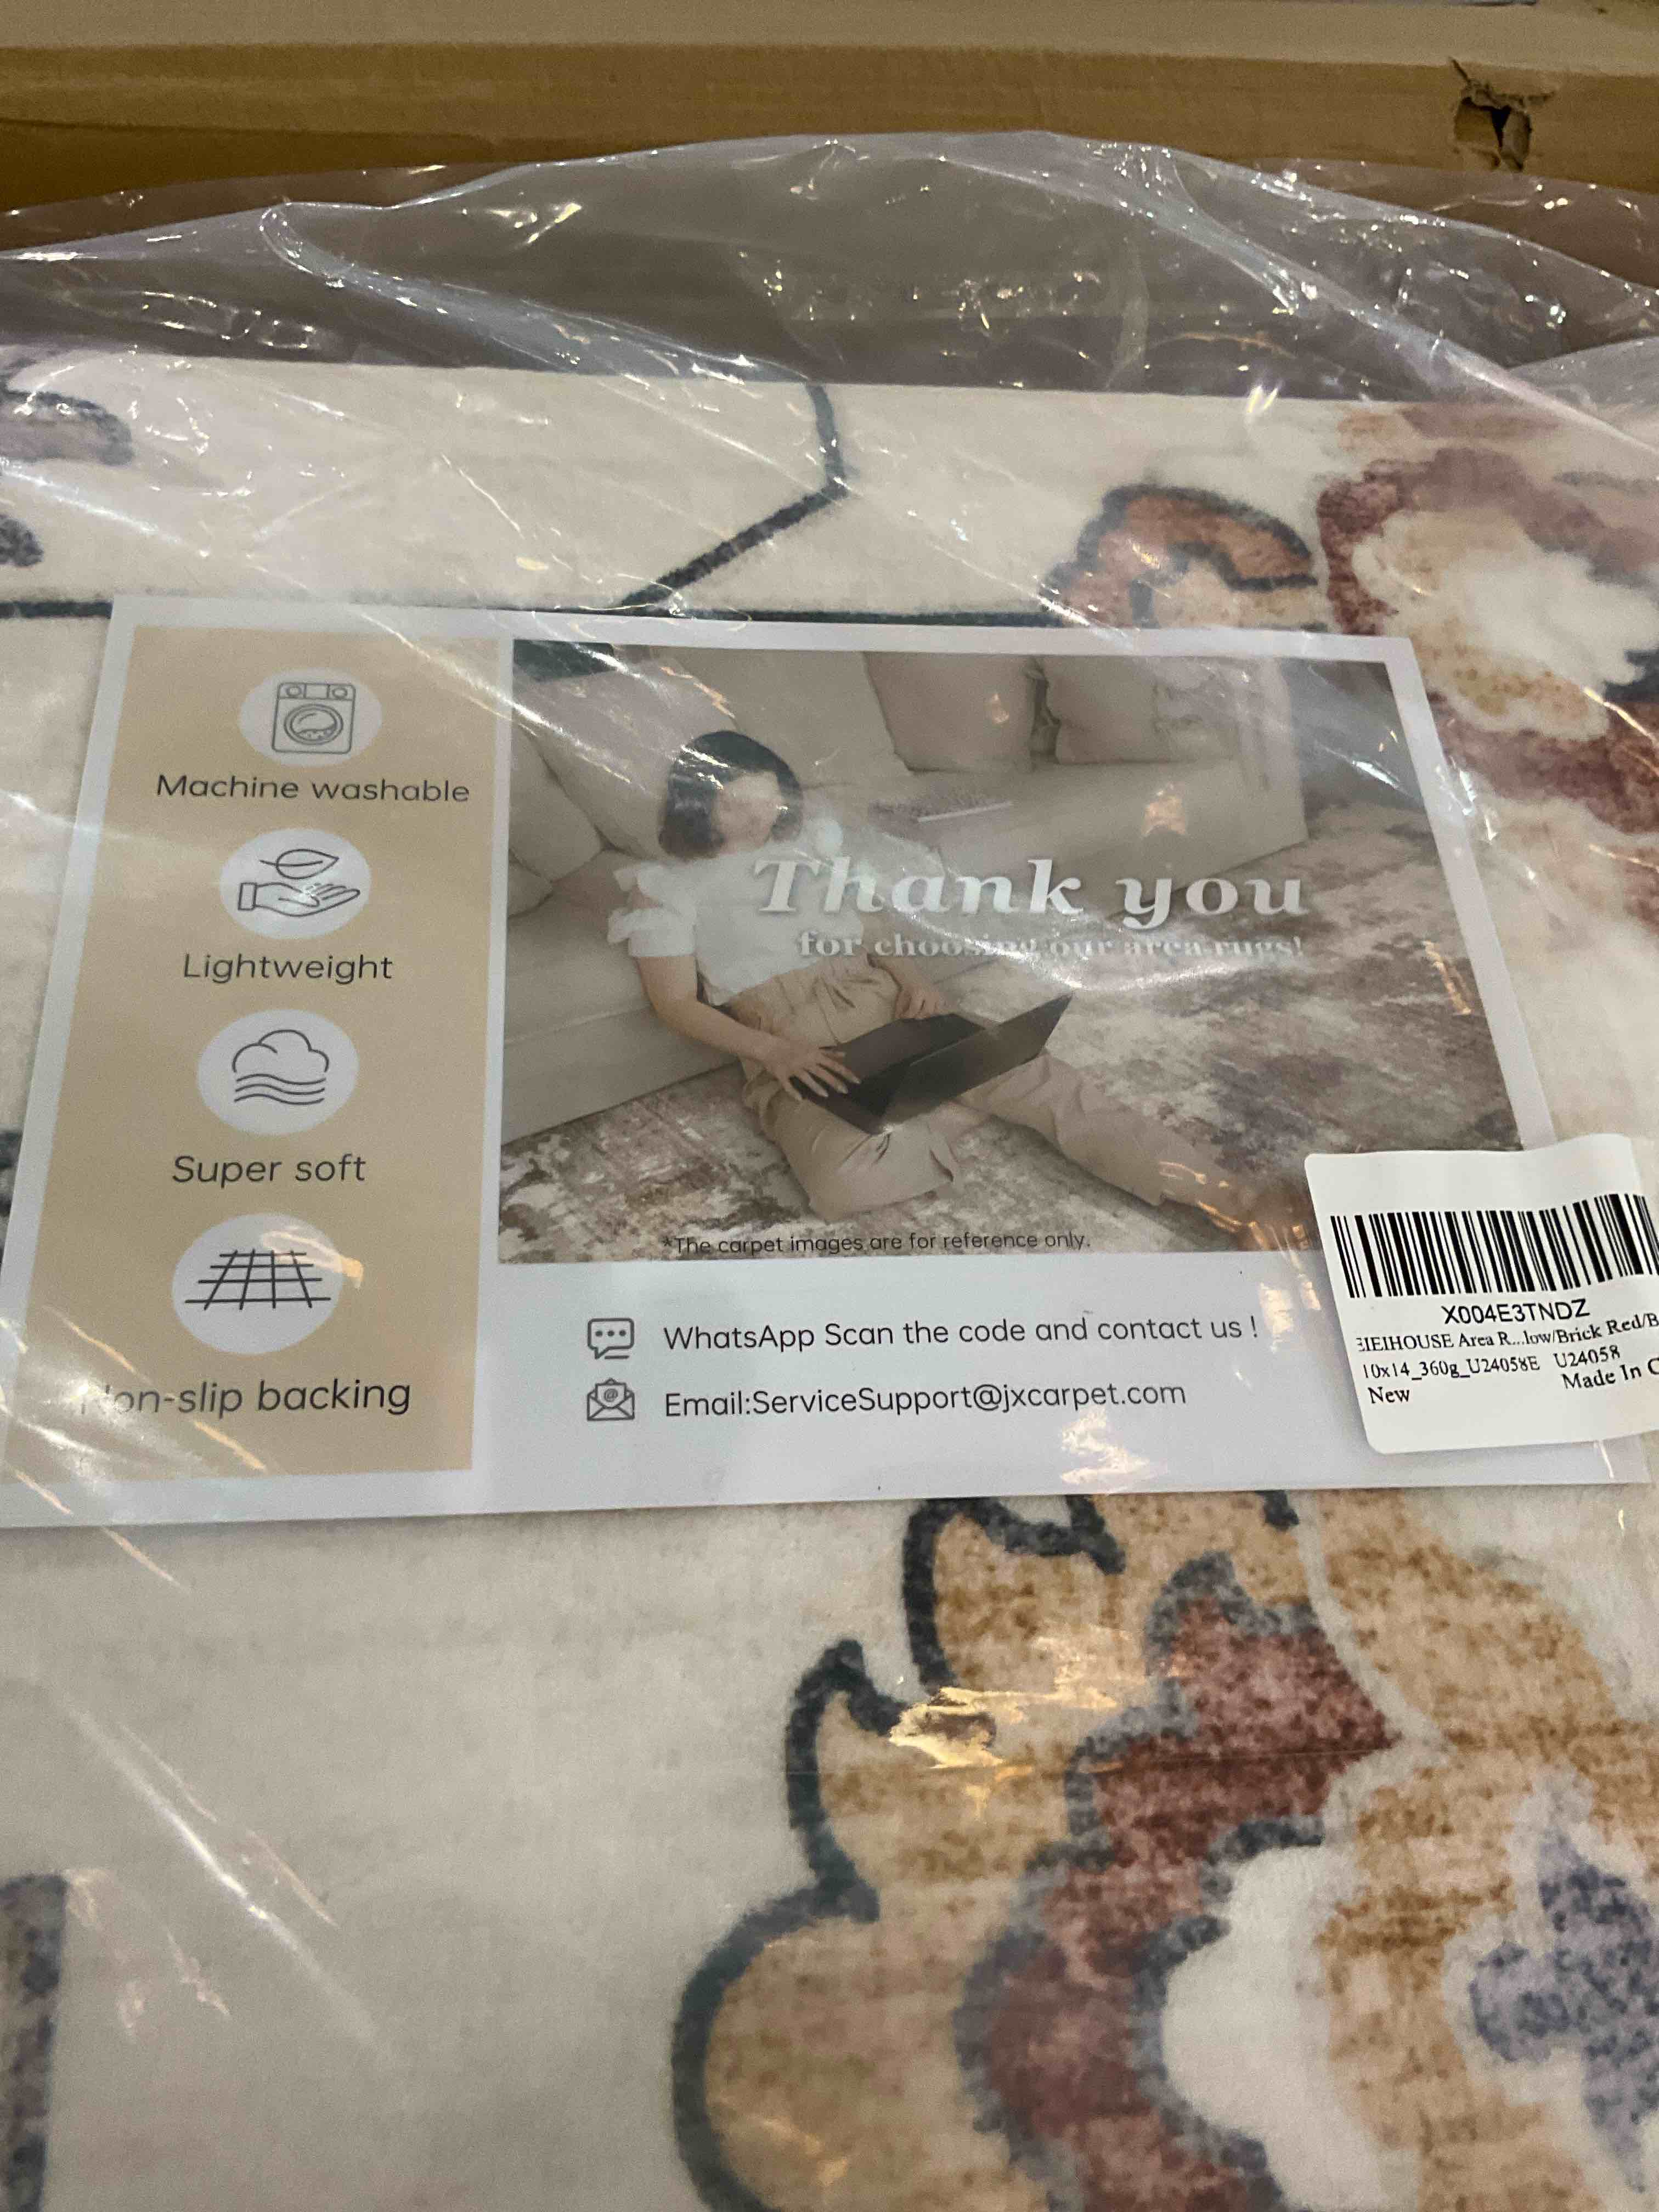 Machine washable
Lightweight
Super soft
Non-slip backing
Thank you
for choosing our area rugs!
*The carpet images are for reference only.
WhatsApp Scan the code and contact us !
Email:ServiceSupport@jxcarpet.com
X004E3TNDZ
EIEIHOUSE Area R...low/Brick Red/B
10x14_360g_U24058E U24058
New Made In C